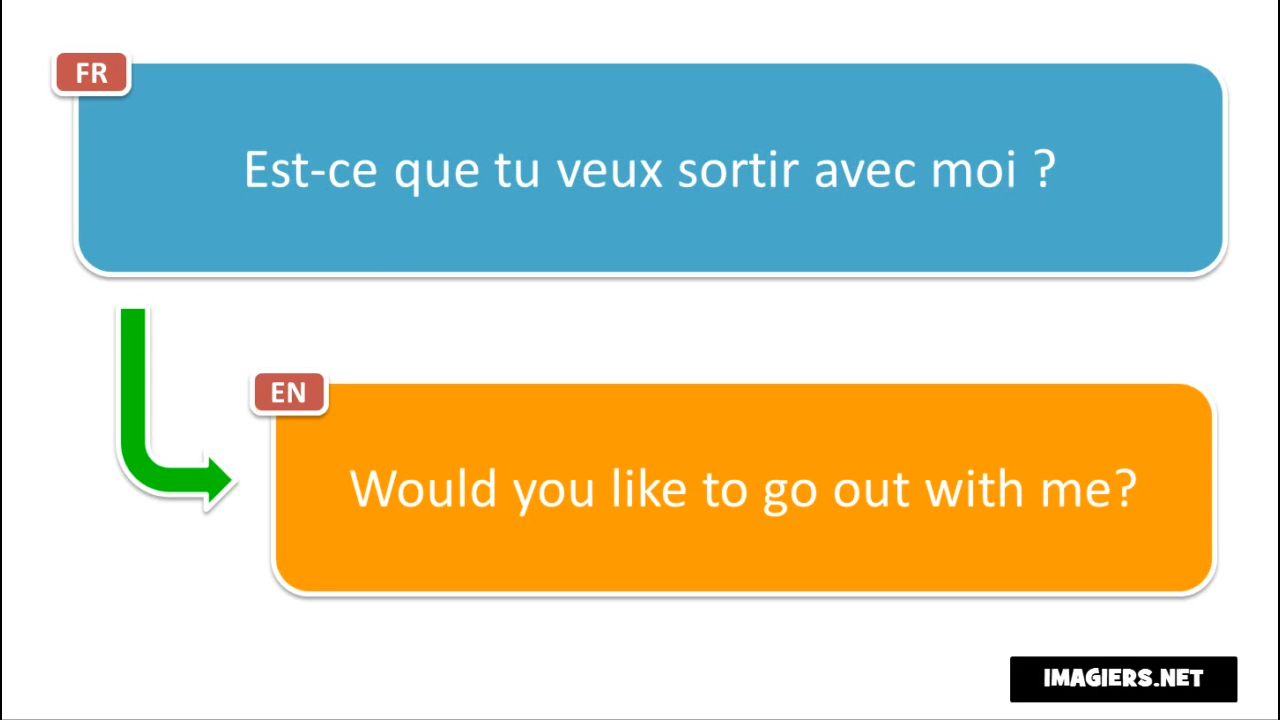 FR
Est-ce que tu veux sortir avec moi ?
EN
Would you like to go out with me?
IMAGIERS.NET